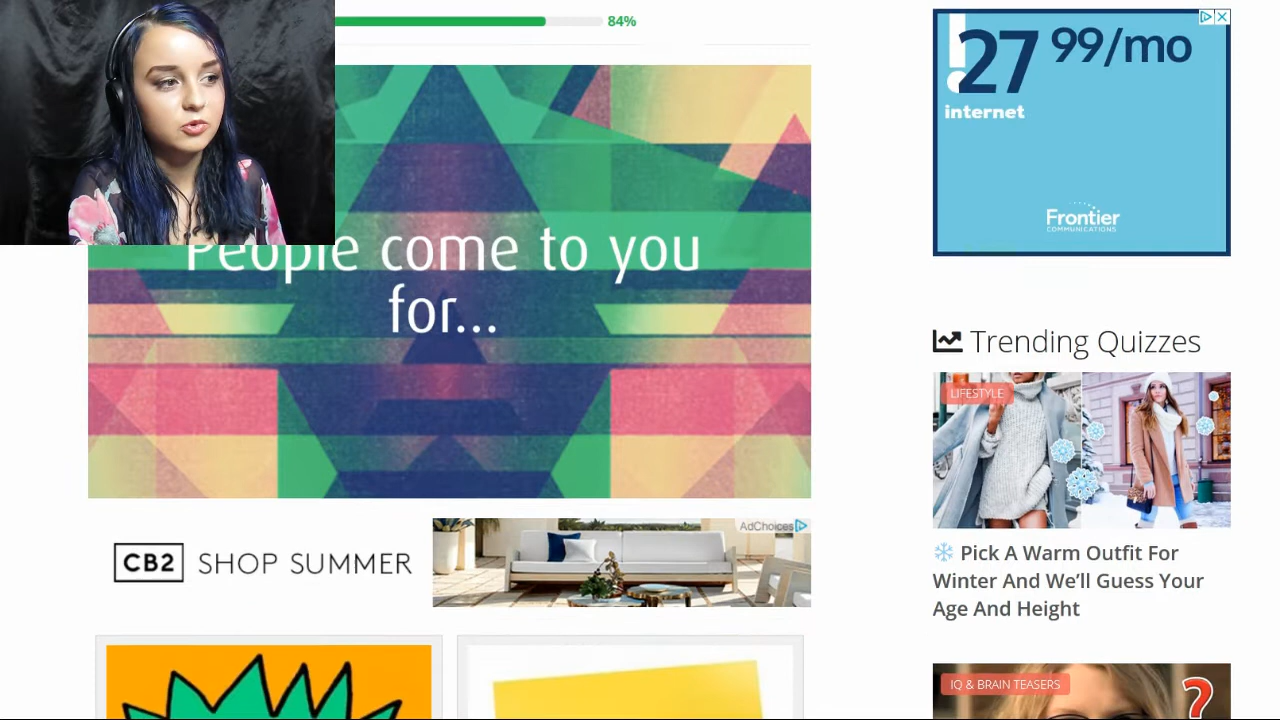 84%
People come to you
for...
CB2 SHOP SUMMER
AdChoices
27 99/mo
internet
Frontier
COMMUNICATIONS
Trending Quizzes
LIFESTYLE
Pick A Warm Outfit For
Winter And We'll Guess Your
Age And Height
IQ & BRAIN TEASERS
?